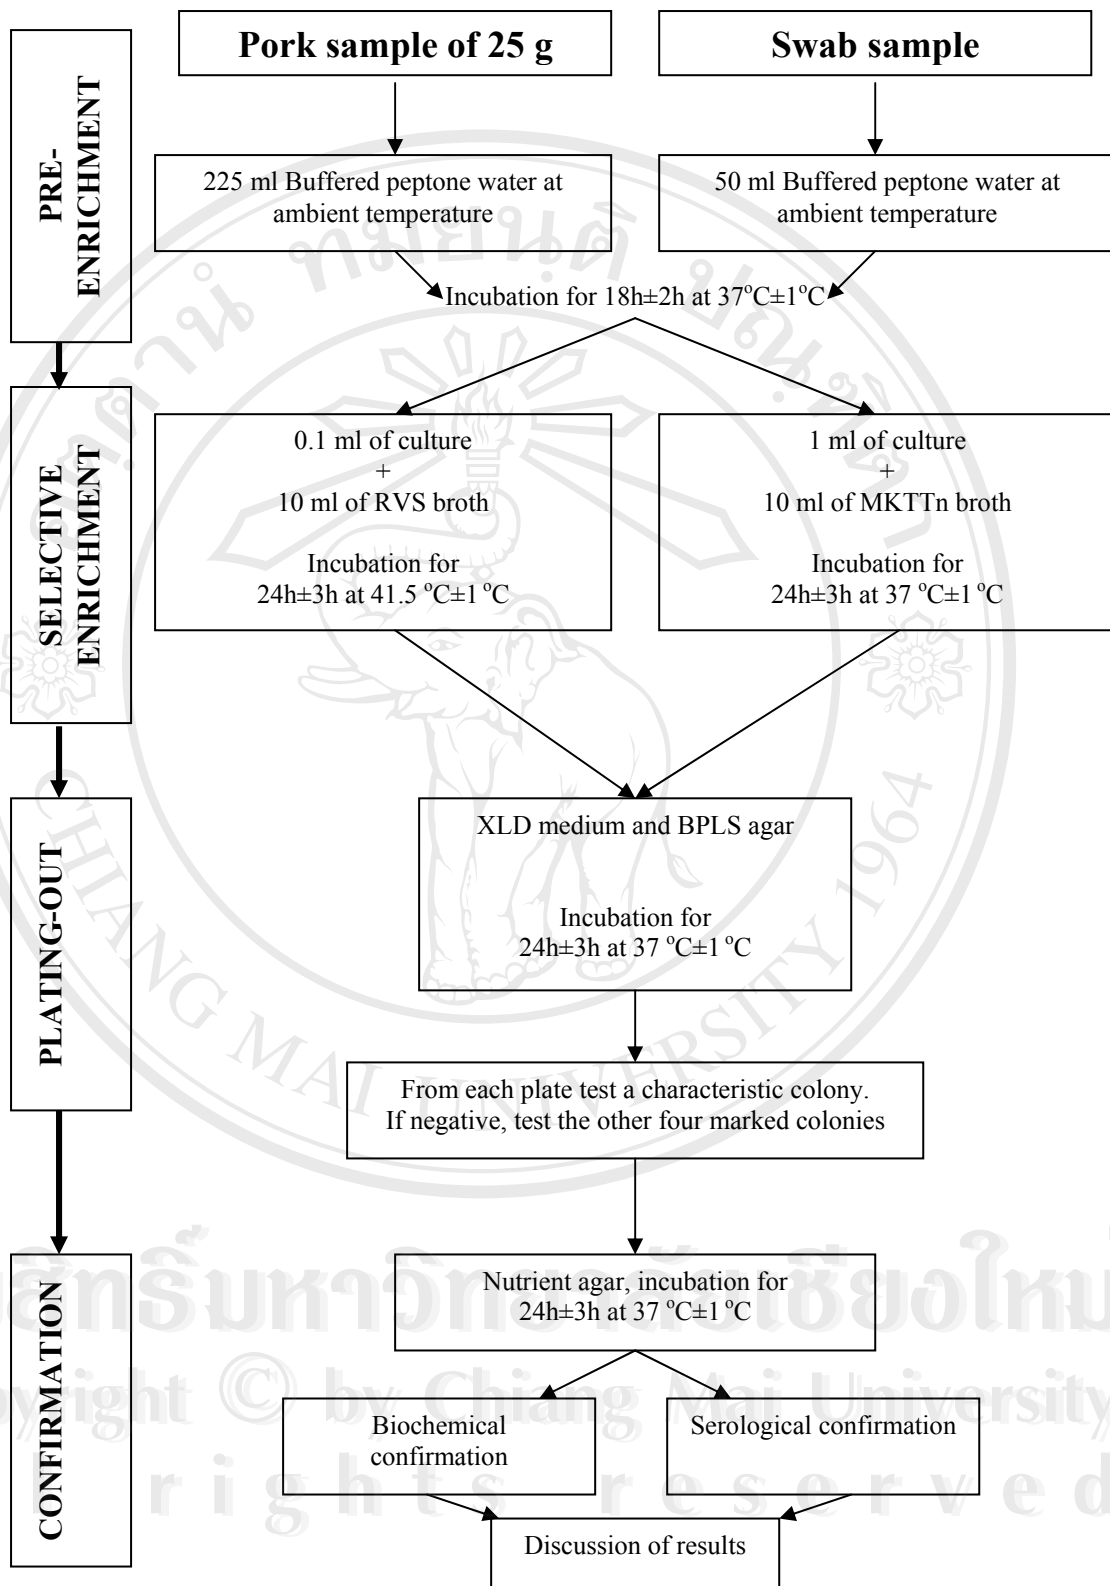 Pork sample of 25 g
Swab sample
PRE-
ENRICHMENT
225 ml Buffered peptone water at
ambient temperature
50 ml Buffered peptone water at
ambient temperature
Incubation for 18h±2h at 37°C±1°C
SELECTIVE
ENRICHMENT
0.1 ml of culture
+
10 ml of RVS broth
Incubation for
24h±3h at 41.5 °C±1 °C
1 ml of culture
+
10 ml of MKTTn broth
Incubation for
24h±3h at 37 °C±1 °C
PLATING-OUT
XLD medium and BPLS agar
Incubation for
24h±3h at 37 °C±1 °C
From each plate test a characteristic colony.
If negative, test the other four marked colonies
CONFIRMATION
Nutrient agar, incubation for
24h±3h at 37 °C±1 °C
Biochemical
confirmation
Serological confirmation
Discussion of results
CHIANG MAI UNIVERSITY 1964
by Chiang Mai University
rights reserved